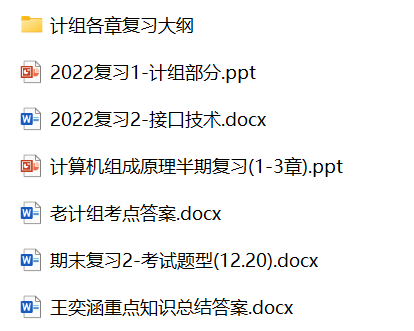 计组各章复习大纲
2022复习1-计组部分.ppt
2022复习2-接口技术.docx
计算机组成原理半期复习(1-3章).ppt
老计组考点答案.docx
期末复习2-考试题型(12.20).docx
王奕涵重点知识总结答案.docx